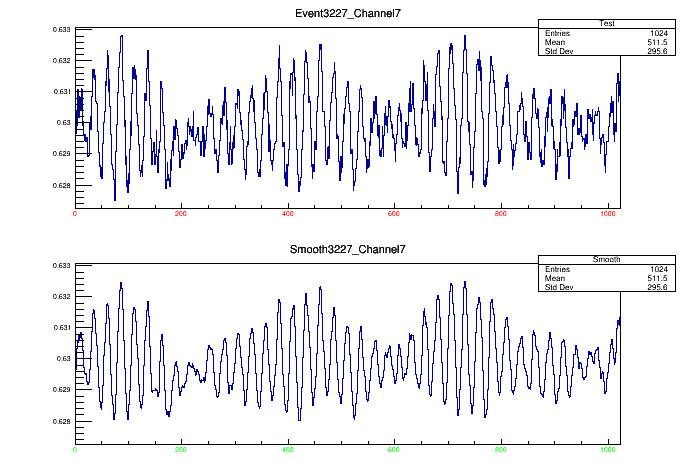 Event3227_Channel7
Test
Entries 1024
Mean 511.5
Std Dev 295.6
0.633
0.632
0.631
0.63
0.629
0.628
0 200 400 600 800 1000
Smooth3227_Channel7
Smooth
Entries 1024
Mean 511.5
Std Dev 295.6
0.633
0.632
0.631
0.63
0.629
0.628
0 200 400 600 800 1000